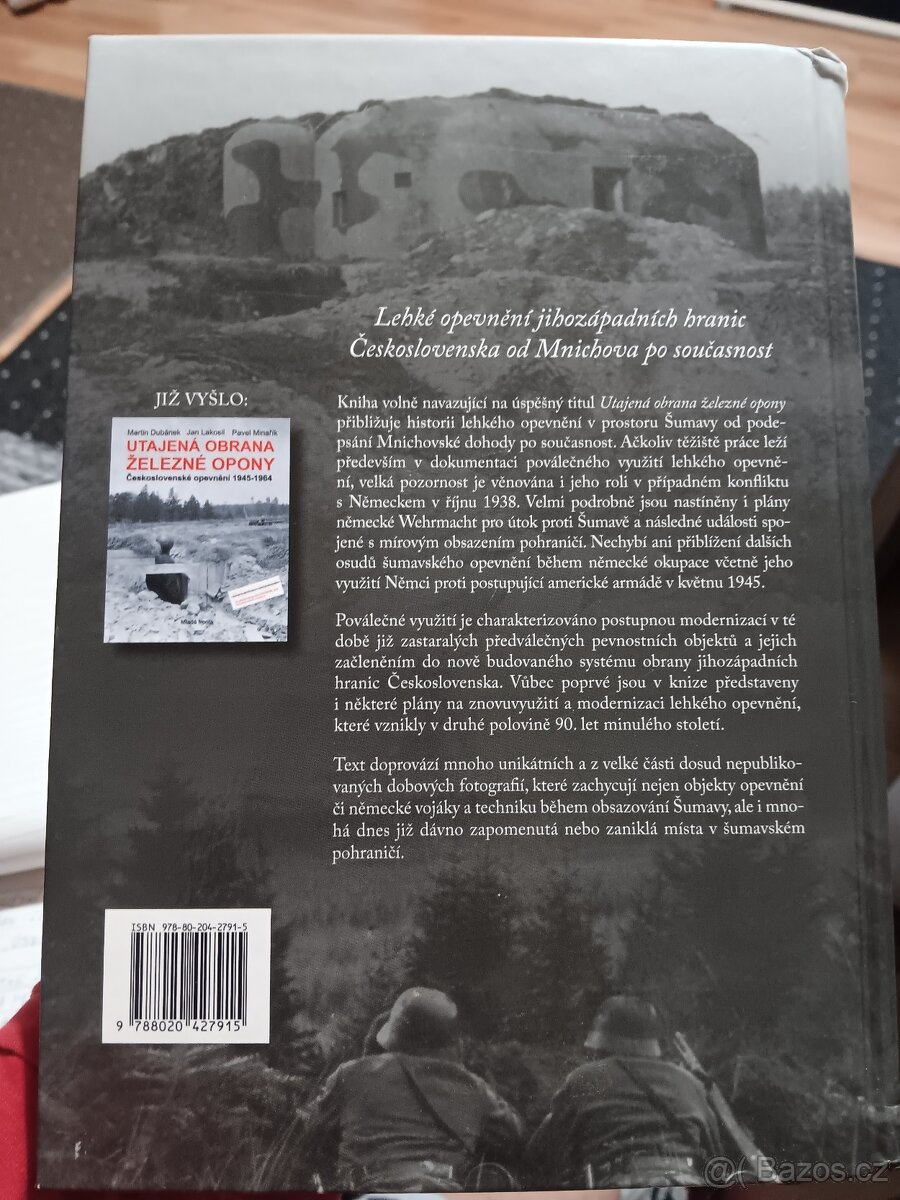 Lehké opevnění jihozápadních hranic
Československa od Mnichova po současnost
JIŽ VYŠLO:
Martin Dubánek Jan Lakosil Pavel Minařík
UTAJENÁ OBRANA
ŽELEZNÉ OPONY
Československé opevnění 1945-1964
Mladá fronta
Kniha volně navazující na úspěšný titul Utajená obrana železné opony
přibližuje historii lehkého opevnění v prostoru Šumavy od pode-
psání Mnichovské dohody po současnost. Ačkoliv těžiště práce leží
především v dokumentaci poválečného využití lehkého opevně-
ní, velká pozornost je věnována i jeho roli v případném konfliktu
s Německem v říjnu 1938. Velmi podrobně jsou nastíněny i plány
německé Wehrmacht pro útok proti Šumavě a následné události spo-
jené s mírovým obsazením pohraničí. Nechybí ani přiblížení dalších
osudů šumavského opevnění během německé okupace včetně jeho
využití Němci proti postupující americké armádě v květnu 1945.
Poválečné využití je charakterizováno postupnou modernizací v té
době již zastaralých předválečných pevnostních objektů a jejich
začleněním do nově budovaného systému obrany jihozápadních
hranic Československa. Vůbec poprvé jsou v knize představeny
i některé plány na znovuvyužití a modernizaci lehkého opevnění,
které vznikly v druhé polovině 90. let minulého století.
Text doprovází mnoho unikátních a z velké části dosud nepubliko-
vaných dobových fotografií, které zachycují nejen objekty opevnění
či německé vojáky a techniku během obsazování Šumavy, ale i mno-
há dnes již dávno zapomenutá nebo zaniklá místa v šumavském
pohraničí.
ISBN 978-80-204-2791-5
9 788020 427915
@ Bazos.cz